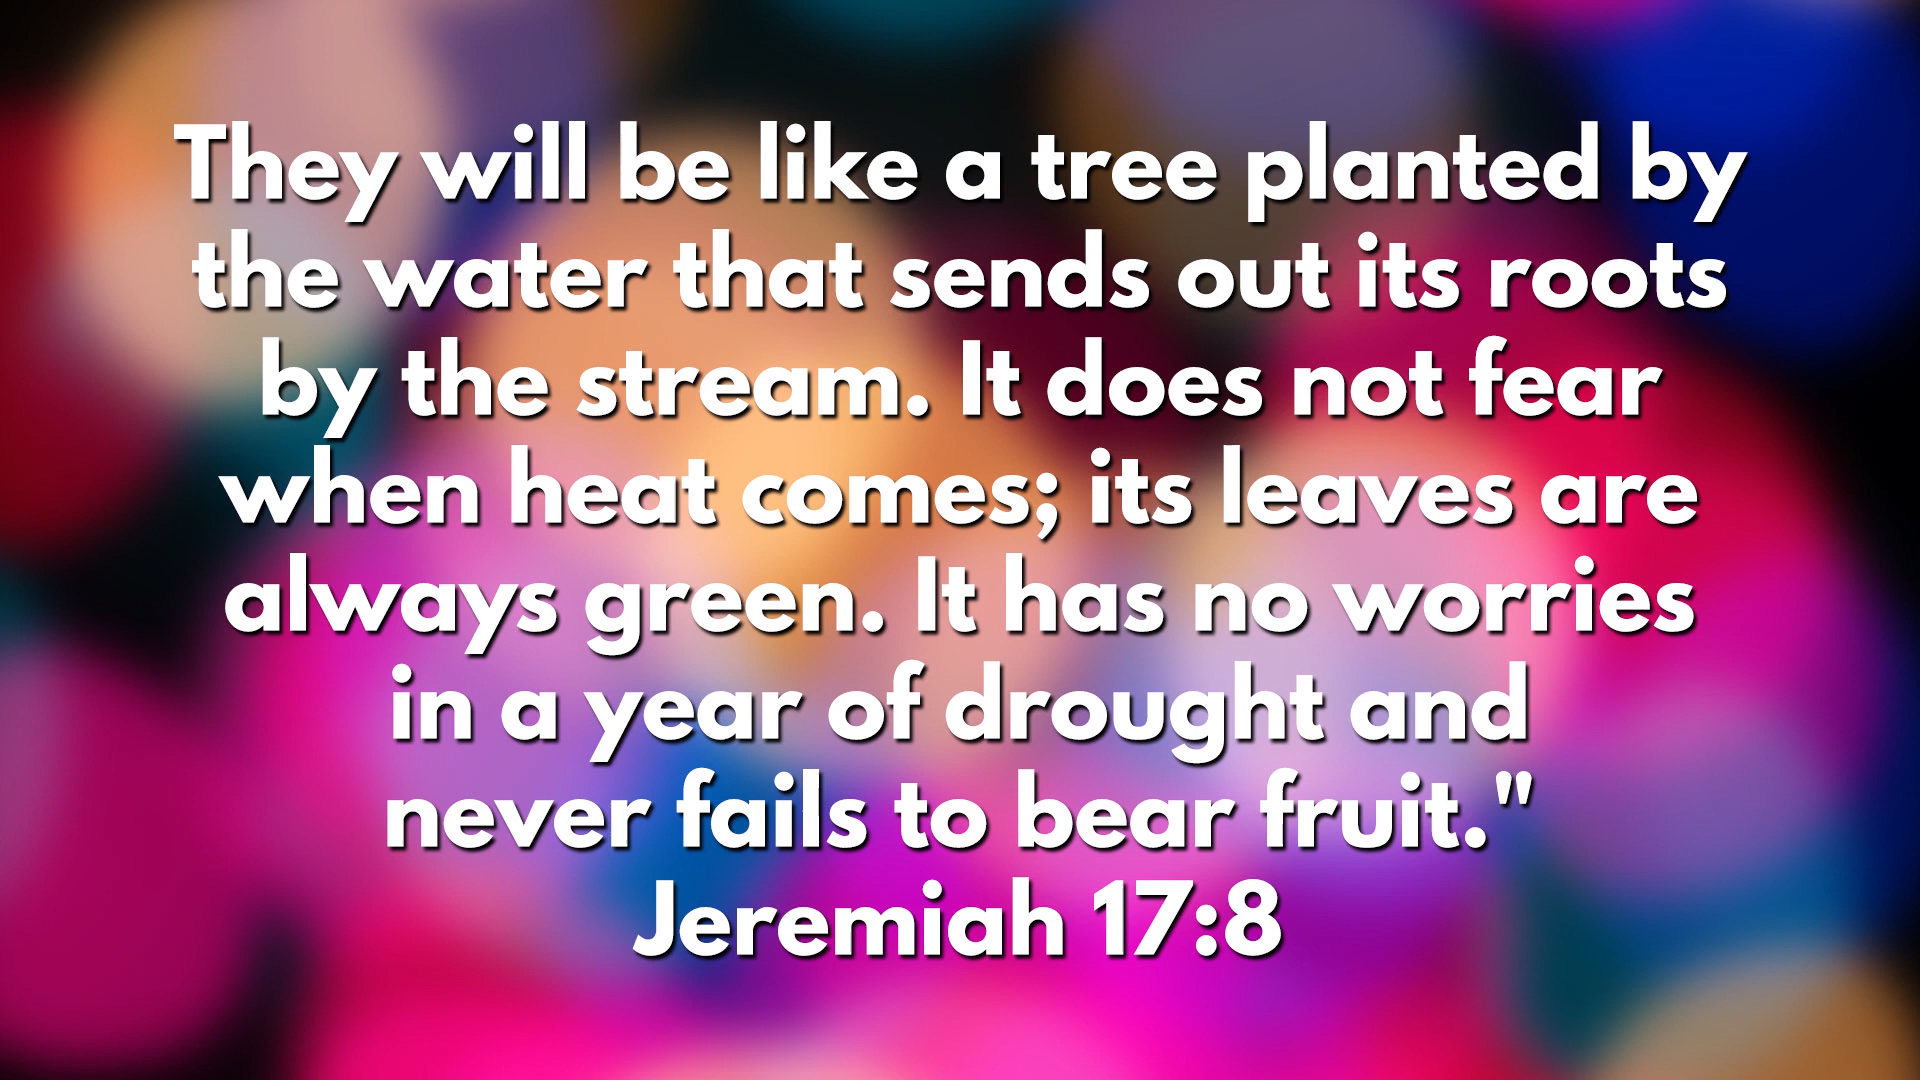 They will be like a tree planted by
the water that sends out its roots
by the stream. It does not fear
when heat comes; its leaves are
always green. It has no worries
in a year of drought and
never fails to bear fruit."
Jeremiah 17:8